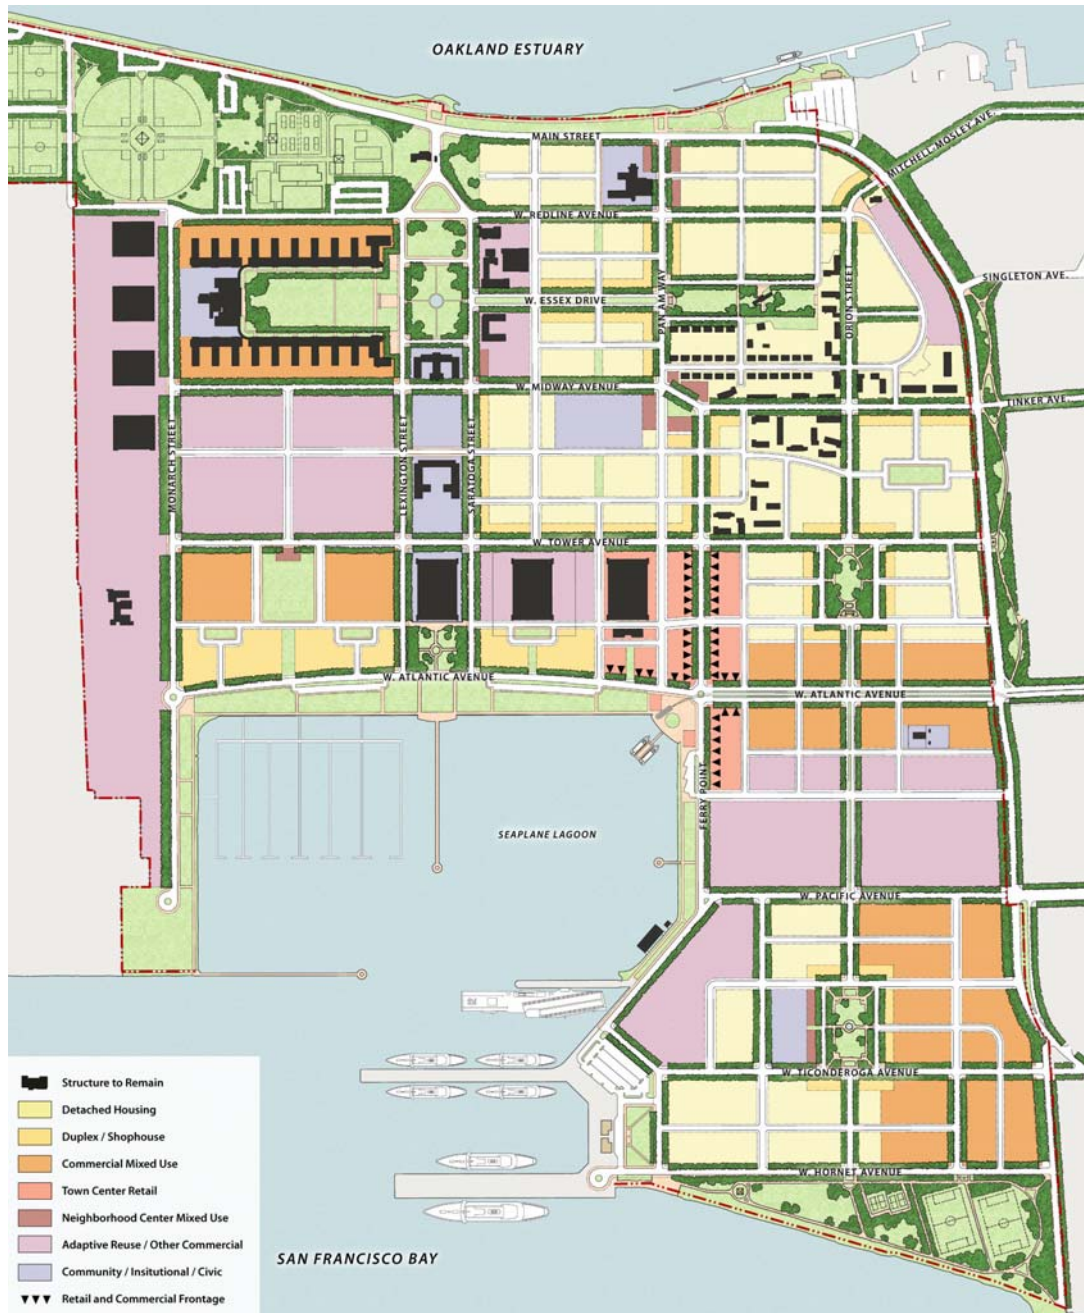 OAKLAND ESTUARY
MAIN STREET
MITCHELL-MOSLEY AVE.
W. REDLINE AVENUE
SINGLETON AVE.
W. ESSEX DRIVE
PAN AM WAY
ORION STREET
W. MIDWAY AVENUE
TINKER AVE.
MONARCH STREET
LEXINGTON STREET
SARATOGA STREET
W. TOWER AVENUE
W. ATLANTIC AVENUE
W. ATLANTIC AVENUE
FERRY POINT
SEAPLANE LAGOON
W. PACIFIC AVENUE
W. TICONDEROGA AVENUE
W. HORNET AVENUE
SAN FRANCISCO BAY
Structure to Remain
Detached Housing
Duplex / Shophouse
Commercial Mixed Use
Town Center Retail
Neighborhood Center Mixed Use
Adaptive Reuse / Other Commercial
Community / Insitutional / Civic
Retail and Commercial Frontage